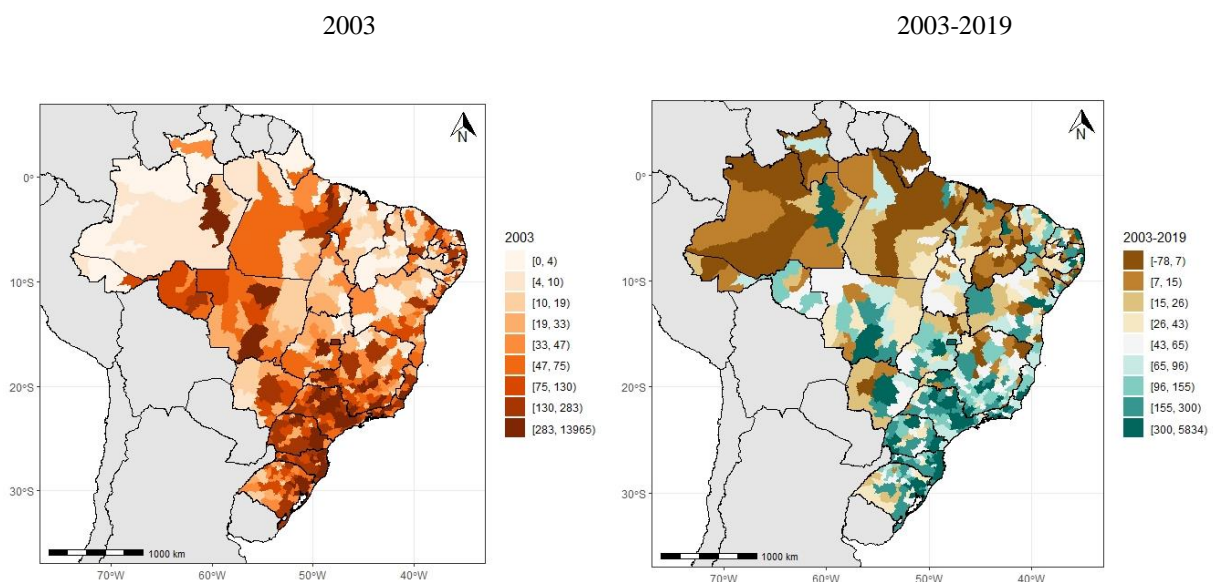 2003
2003-2019
N
0°
10°S
20°S
30°S
1000 km
70°W
60°W
50°W
40°W
2003
[0, 4)
[4, 10)
[10, 19)
[19, 33)
[33, 47)
[47, 75)
[75, 130)
[130, 283)
[283, 13965)
N
0°
10°S
20°S
30°S
1000 km
70°W
60°W
50°W
40°W
2003-2019
[-78, 7)
[7, 15)
[15, 26)
[26, 43)
[43, 65)
[65, 96)
[96, 155)
[155, 300)
[300, 5834)